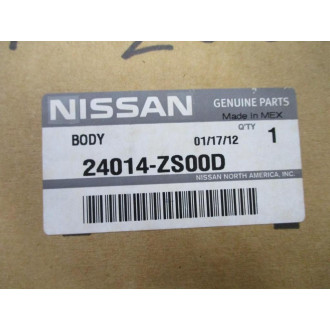 NISSAN GENUINE PARTS
Made in MEX
BODY 01/17/12 Q'TY 1
24014-ZS00D
NISSAN NORTH AMERICA, INC.